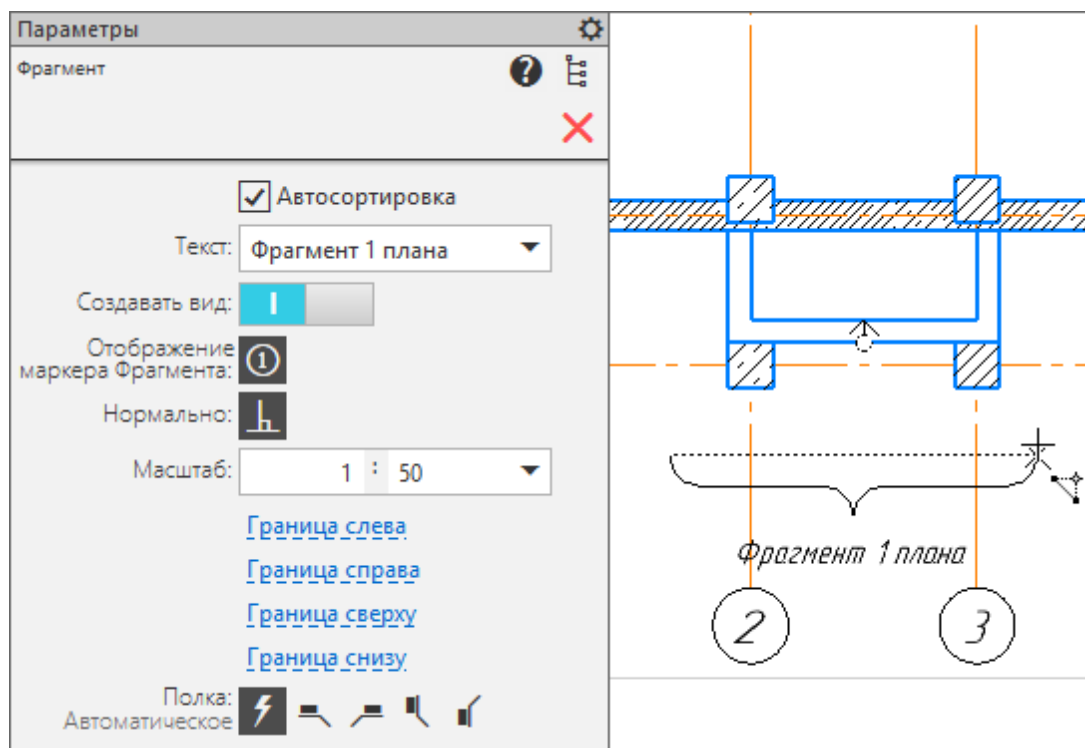 Параметры
Фрагмент
Автосортировка
Текст: Фрагмент 1 плана
Создавать вид:
Отображение
маркера Фрагмента: 1
Нормально:
Масштаб: 1 : 50
Граница слева
Граница справа
Граница сверху
Граница снизу
Полка:
Автоматическое
Фрагмент 1 плана
2 3